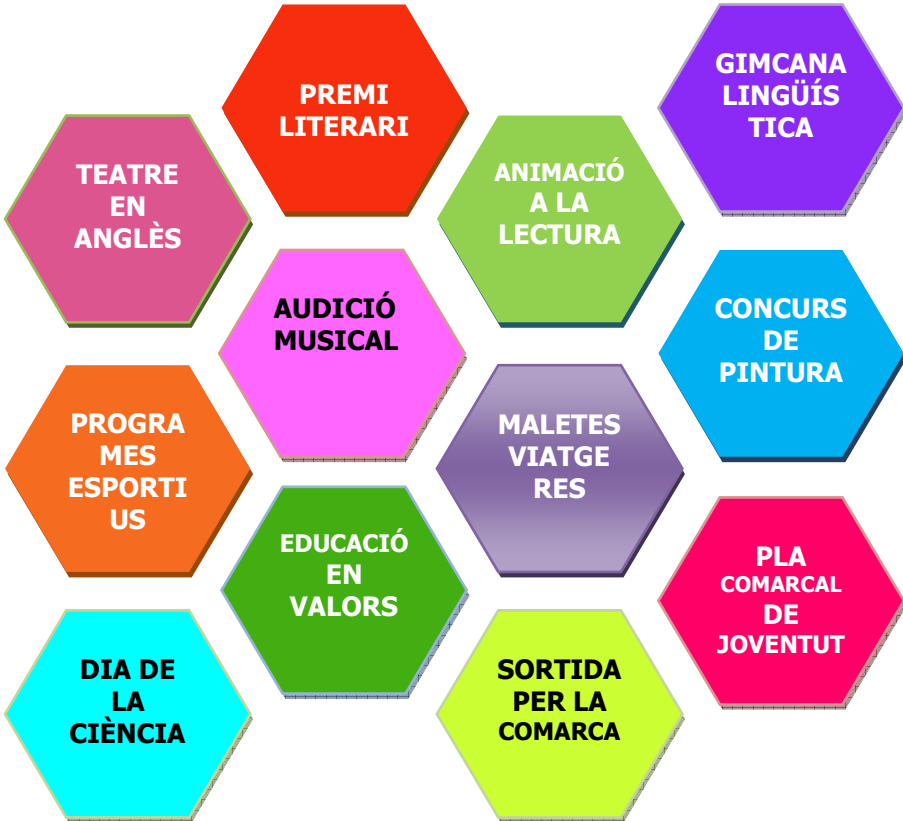 PREMI
LITERARI
GIMCANA
LINGÜÍS
TICA
TEATRE
EN
ANGLÈS
ANIMACIÓ
A LA
LECTURA
AUDICIÓ
MUSICAL
CONCURS
DE
PINTURA
PROGRA
MES
ESPORTI
US
MALETES
VIATGE
RES
EDUCACIÓ
EN
VALORS
PLA
COMARCAL
DE
JOVENTUT
DIA DE
LA
CIÈNCIA
SORTIDA
PER LA
COMARCA